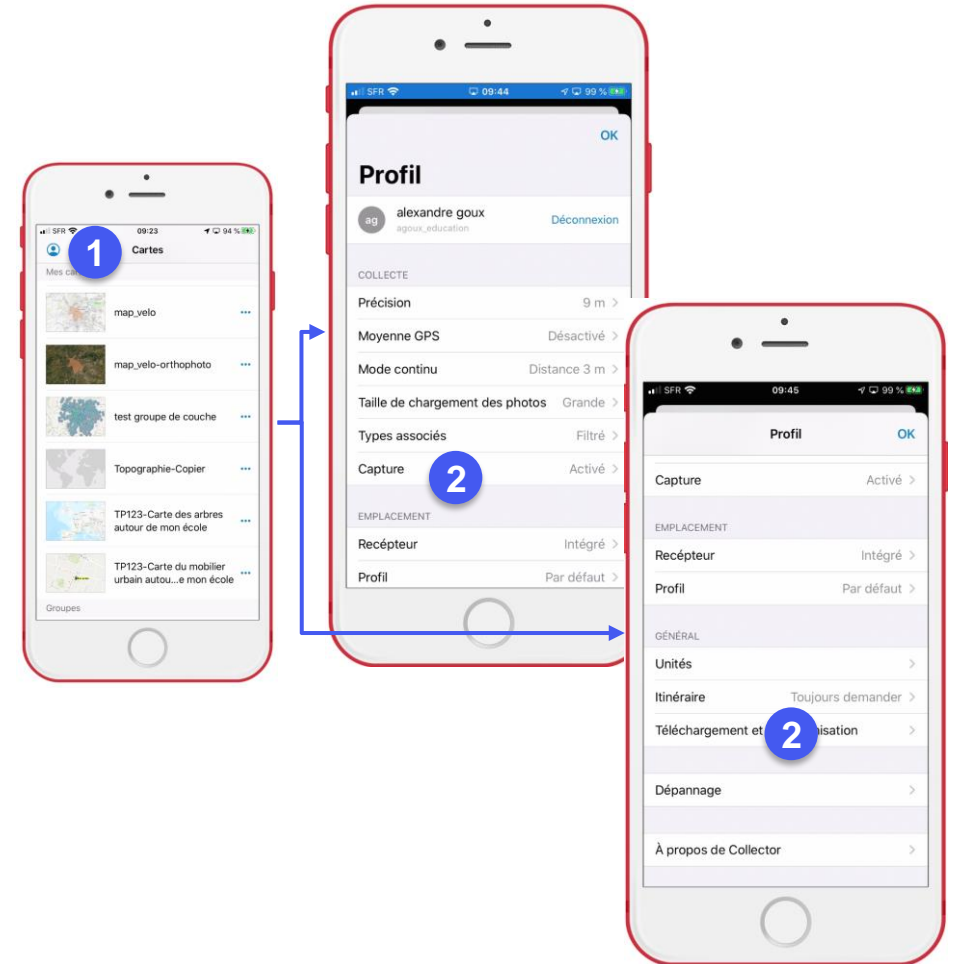 SFR 09:23 94 %
1
Cartes
Mes
map_velo
map_velo-orthophoto
test groupe de couche
Topographie-Copier
TP123-Carte des arbres
autour de mon école
TP123-Carte du mobilier
urbain autou...e mon école
Groupes
SFR 09:44 99 %
OK
Profil
ag
alexandre goux
agoux_education
Déconnexion
COLLECTE
Précision 9 m
Moyenne GPS Désactivé
Mode continu Distance 3 m
Taille de chargement des photos Grande
Types associés Filtré
Capture 2 Activé
EMPLACEMENT
Recépteur Intégré
Profil Par défaut
SFR 09:45 99 %
Profil OK
Capture Activé
EMPLACEMENT
Recépteur Intégré
Profil Par défaut
GÉNÉRAL
Unités
Itinéraire Toujours demander
Téléchargement et 2 isation
Dépannage
À propos de Collector